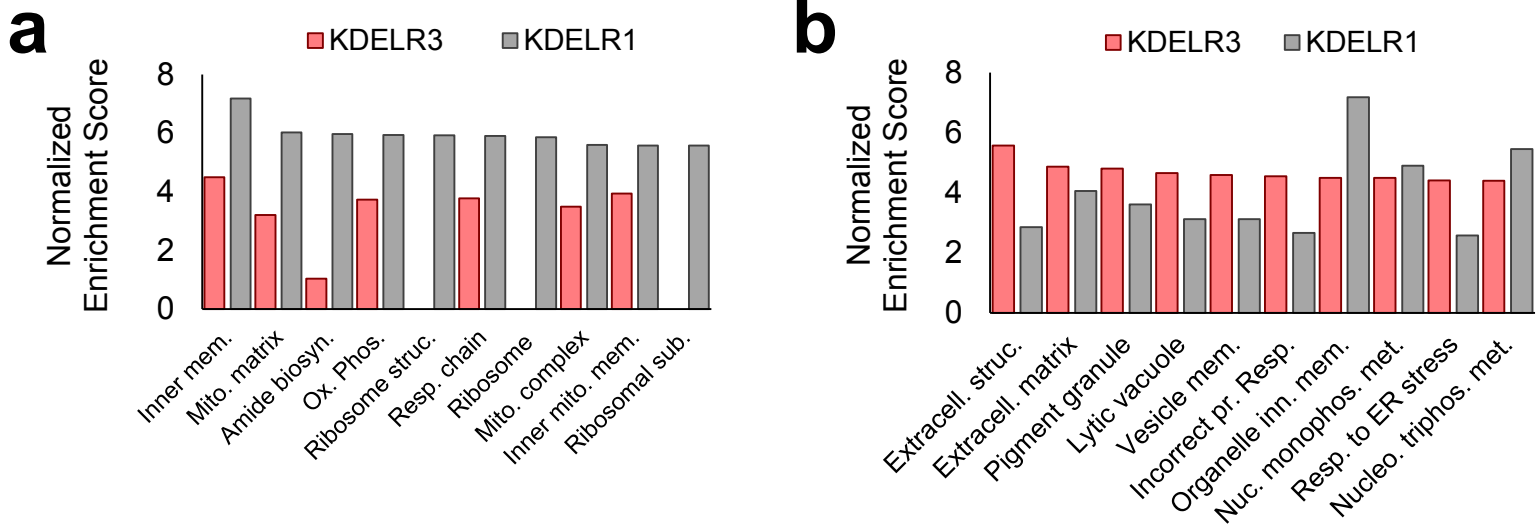 a
KDELR3 KDELR1
Normalized
Enrichment Score
8
6
4
2
0
Inner mem.
Mito. matrix
Amide biosyn.
Ox. Phos.
Ribosome struc.
Resp. chain
Ribosome
Mito. complex
Inner mito. mem.
Ribosomal sub.
b
KDELR3 KDELR1
Normalized
Enrichment Score
8
6
4
2
0
Extracell. struc.
Extracell. matrix
Pigment granule
Lytic vacuole
Vesicle mem.
Incorrect pr. Resp.
Organelle inn. mem.
Nuc. monophos. met.
Resp. to ER stress
Nucleo. triphos. met.